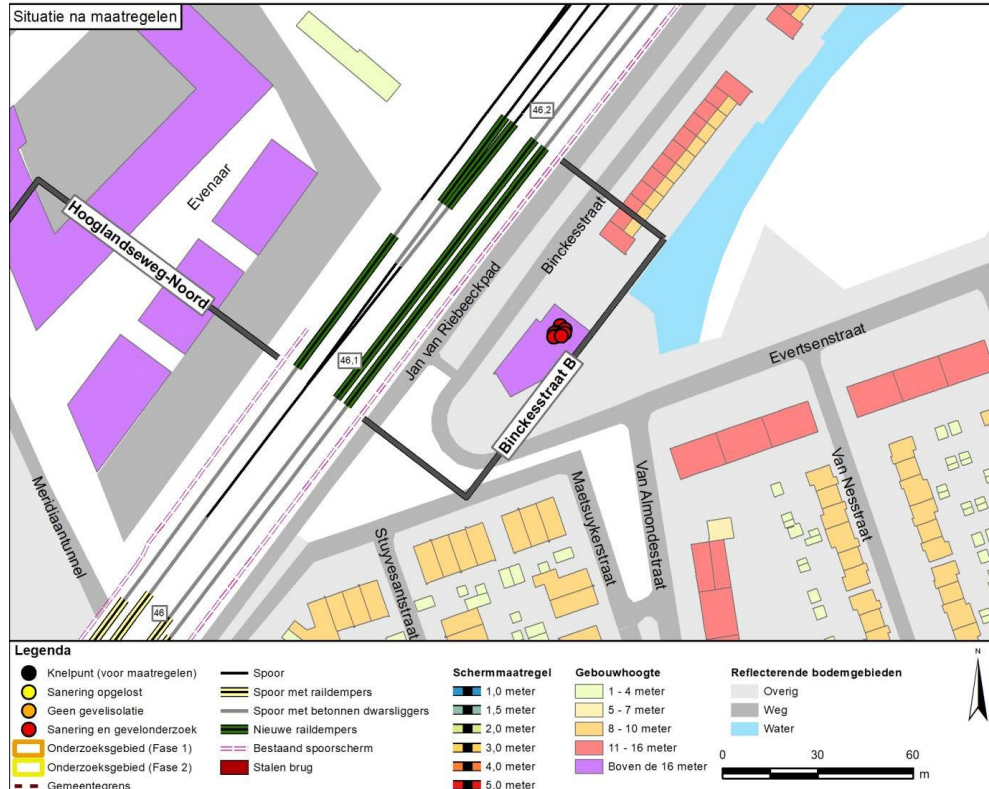 Situatie na maatregelen
46,2
Evenaar
Hooglandseweg-Noord
Binckesstraat
Jan van Riebeeckpad
46,1
Evertsenstraat
Binckesstraat B
Meridiaantunnel
Stuyvesantstraat
Maetsuykerstraat
Van Almondestraat
Van Nesstraat
46
Legenda
Knelpunt (voor maatregelen)
Sanering opgelost
Geen gevelisolatie
Sanering en gevelonderzoek
Onderzoeksgebied (Fase 1)
Onderzoeksgebied (Fase 2)
Gemeentegrens
Spoor
Spoor met raildempers
Spoor met betonnen dwarsliggers
Nieuwe raildempers
Bestaand spoorscherm
Stalen brug
Schermmaatregel
1,0 meter
1,5 meter
2,0 meter
3,0 meter
4,0 meter
5,0 meter
Gebouwhoogte
1 - 4 meter
5 - 7 meter
8 - 10 meter
11 - 16 meter
Boven de 16 meter
Reflecterende bodemgebieden
Overig
Weg
Water
N
0 30 60
m